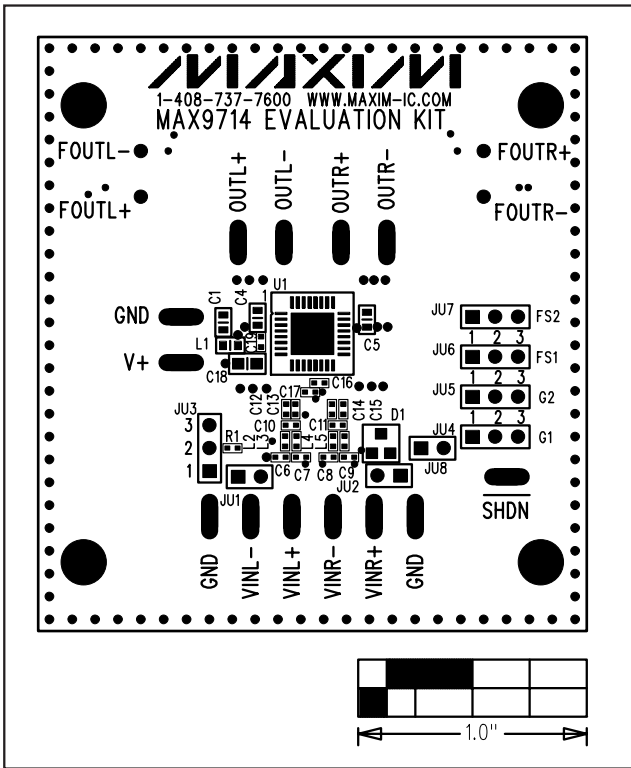 MAXIM
1-408-737-7600 WWW.MAXIM-IC.COM
MAX9714 EVALUATION KIT
FOUTL-
FOUTR+
FOUTL+
FOUTR-
OUTL+
OUTL-
OUTR+
OUTR-
U1
1
C1
C4
GND
L1
C19
C5
V+
C18
JU7
FS2
1 2 3
JU6
FS1
1 2 3
JU5
G2
1 2 3
JU4
G1
C16
C17
C12
C13
C14
C15
D1
JU3
3
2
1
R1
L2
L3
C10
C11
L4
L5
C6
C7
C8
C9
JU1
JU2
JU8
SHDN
GND
VINL-
VINL+
VINR-
VINR+
GND
1.0"